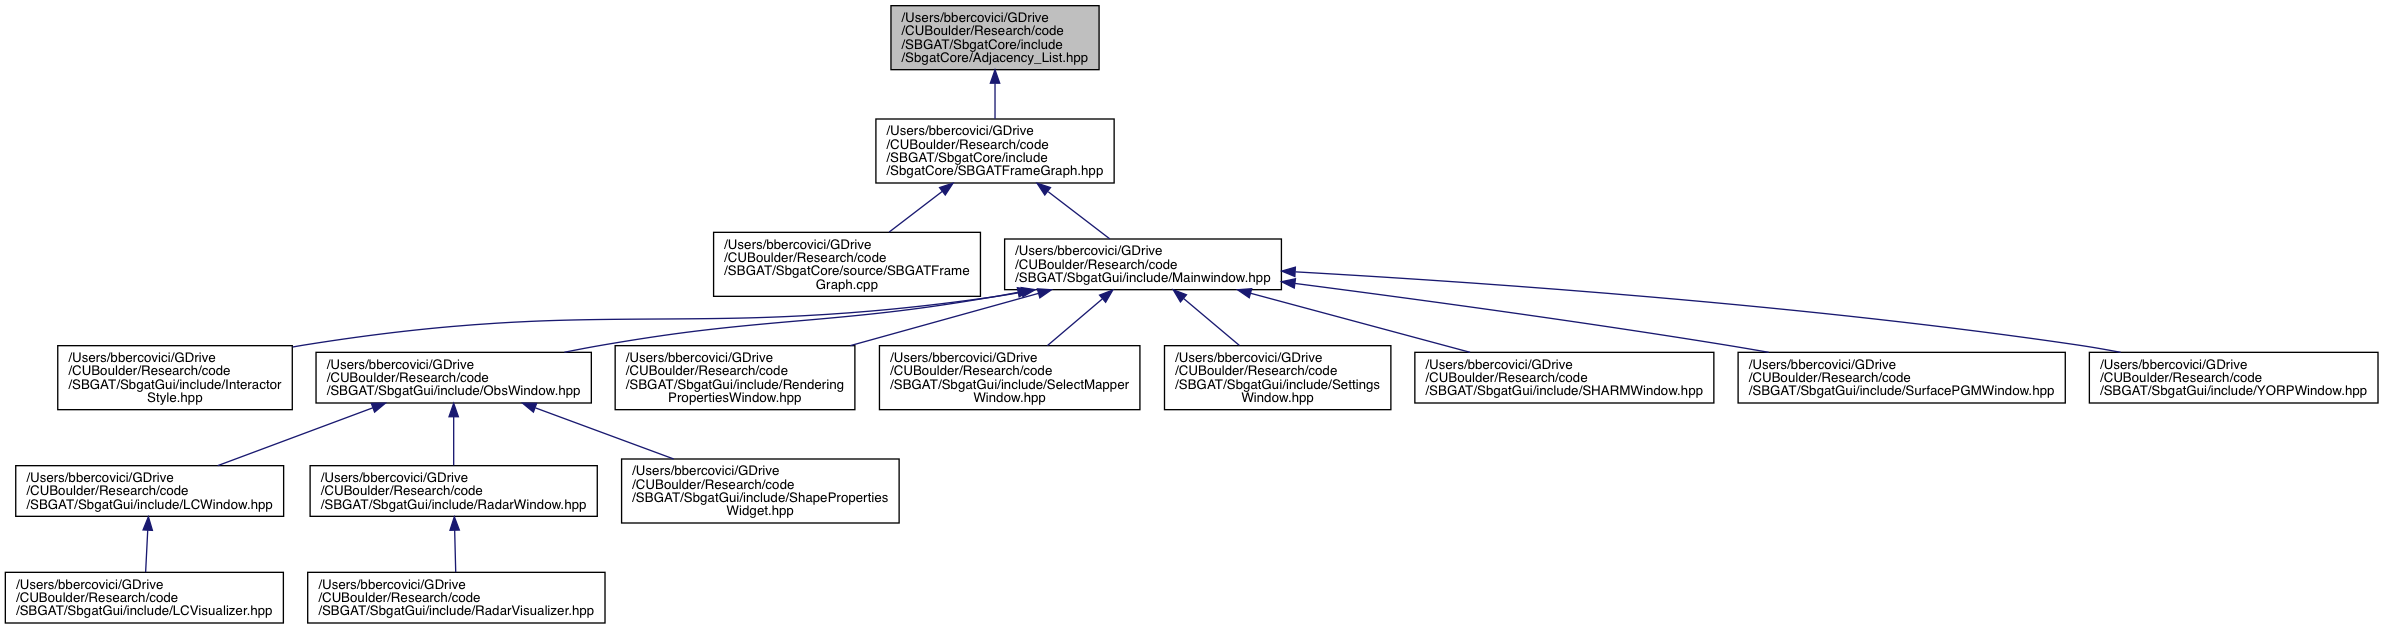 /Users/bbercovici/GDrive
/CUBoulder/Research/code
/SBGAT/SbgatCore/include
/SbgatCore/Adjacency_List.hpp
/Users/bbercovici/GDrive
/CUBoulder/Research/code
/SBGAT/SbgatCore/include
/SbgatCore/SBGATFrameGraph.hpp
/Users/bbercovici/GDrive
/CUBoulder/Research/code
/SBGAT/SbgatCore/source/SBGATFrame
Graph.cpp
/Users/bbercovici/GDrive
/CUBoulder/Research/code
/SBGAT/SbgatGui/include/Mainwindow.hpp
/Users/bbercovici/GDrive
/CUBoulder/Research/code
/SBGAT/SbgatGui/include/Interactor
Style.hpp
/Users/bbercovici/GDrive
/CUBoulder/Research/code
/SBGAT/SbgatGui/include/ObsWindow.hpp
/Users/bbercovici/GDrive
/CUBoulder/Research/code
/SBGAT/SbgatGui/include/Rendering
PropertiesWindow.hpp
/Users/bbercovici/GDrive
/CUBoulder/Research/code
/SBGAT/SbgatGui/include/SelectMapper
Window.hpp
/Users/bbercovici/GDrive
/CUBoulder/Research/code
/SBGAT/SbgatGui/include/Settings
Window.hpp
/Users/bbercovici/GDrive
/CUBoulder/Research/code
/SBGAT/SbgatGui/include/SHARMWindow.hpp
/Users/bbercovici/GDrive
/CUBoulder/Research/code
/SBGAT/SbgatGui/include/SurfacePGMWindow.hpp
/Users/bbercovici/GDrive
/CUBoulder/Research/code
/SBGAT/SbgatGui/include/YORPWindow.hpp
/Users/bbercovici/GDrive
/CUBoulder/Research/code
/SBGAT/SbgatGui/include/LCWindow.hpp
/Users/bbercovici/GDrive
/CUBoulder/Research/code
/SBGAT/SbgatGui/include/RadarWindow.hpp
/Users/bbercovici/GDrive
/CUBoulder/Research/code
/SBGAT/SbgatGui/include/ShapeProperties
Widget.hpp
/Users/bbercovici/GDrive
/CUBoulder/Research/code
/SBGAT/SbgatGui/include/LCVisualizer.hpp
/Users/bbercovici/GDrive
/CUBoulder/Research/code
/SBGAT/SbgatGui/include/RadarVisualizer.hpp